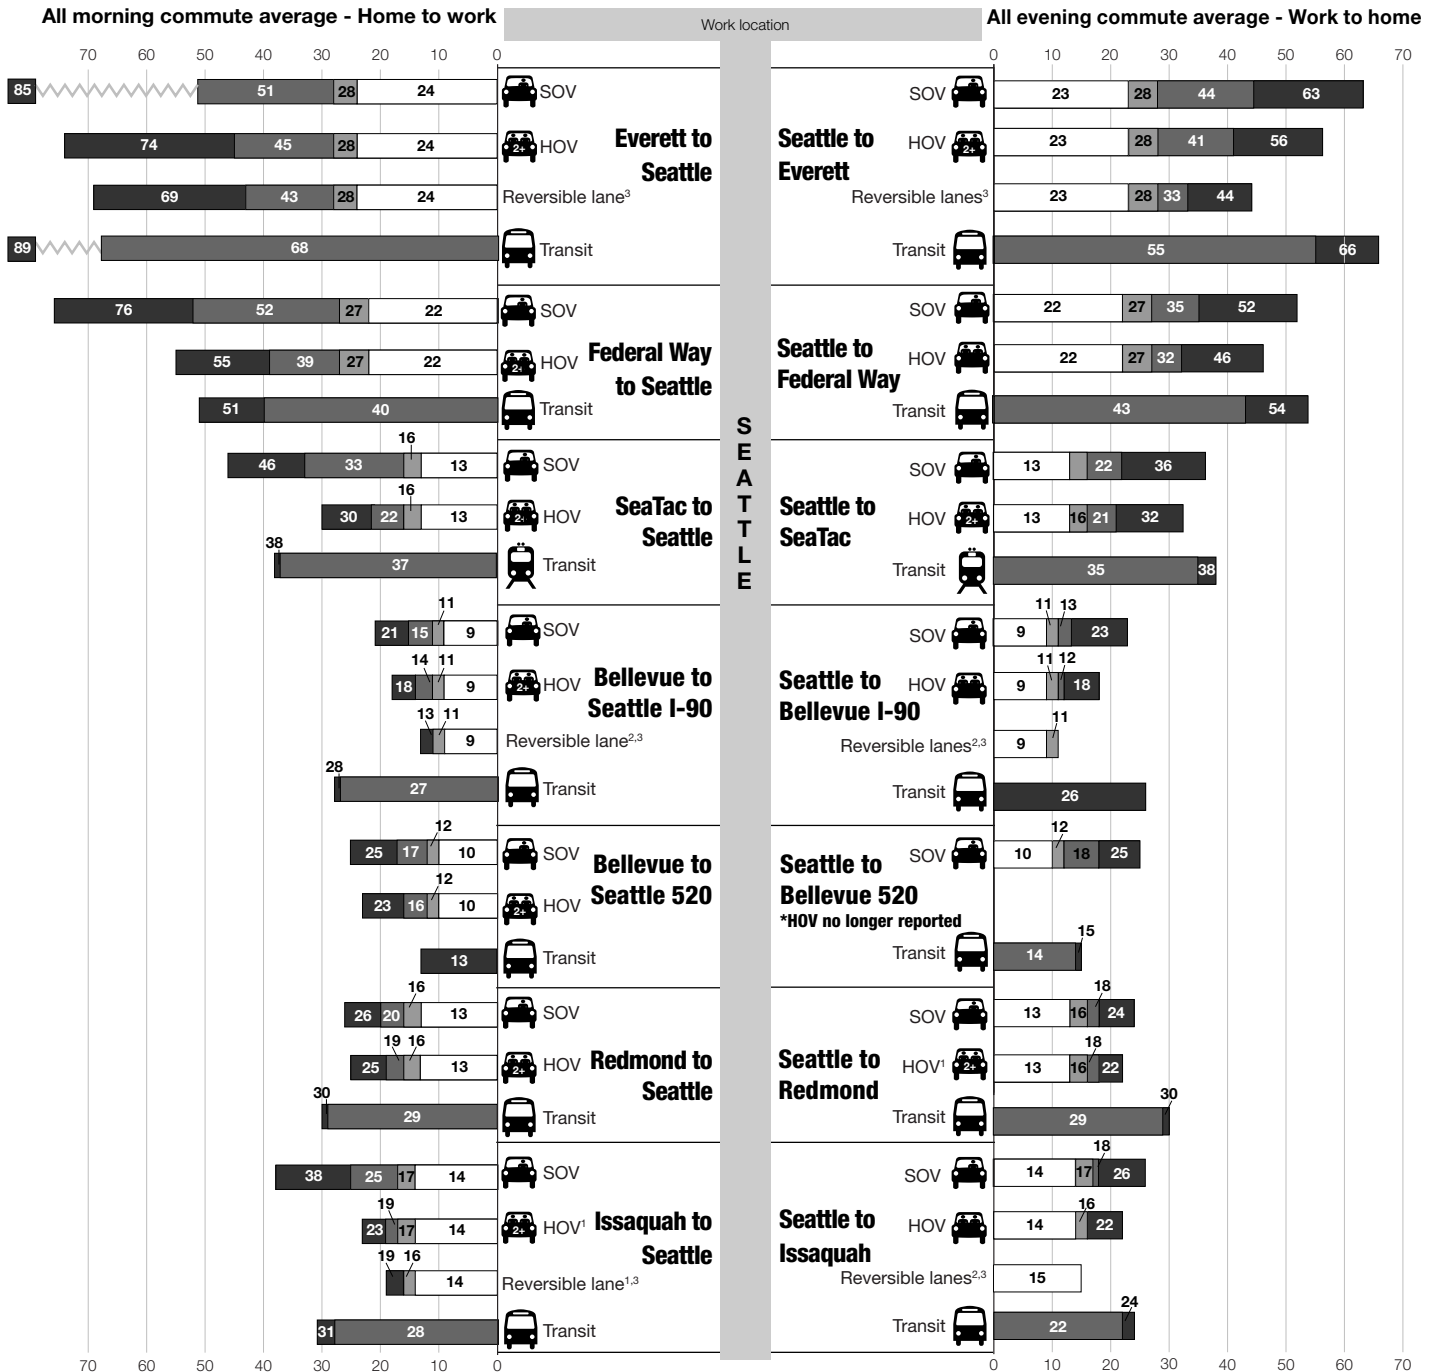 All morning commute average - Home to work
Work location
All evening commute average - Work to home
70 60 50 40 30 20 10 0
0 10 20 30 40 50 60 70
SEATTLE
Everett to
Seattle
85 51 28 24 SOV
74 45 28 24 2+ HOV
69 43 28 24 Reversible lane³
89 68 Transit
Seattle to
Everett
SOV 23 28 44 63
HOV 2+ 23 28 41 56
Reversible lanes³ 23 28 33 44
Transit 55 66
Federal Way
to Seattle
76 52 27 22 SOV
55 39 27 22 2+ HOV
51 40 Transit
Seattle to
Federal Way
SOV 22 27 35 52
HOV 22 27 32 46
Transit 43 54
SeaTac to
Seattle
46 33 16 13 SOV
30 22 16 13 2+ HOV
38 37 Transit
Seattle to
SeaTac
SOV 13 22 36
HOV 2+ 13 16 21 32
Transit 35 38
Bellevue to
Seattle I-90
21 15 11 9 SOV
18 14 11 9 2+ HOV
13 11 9 Reversible lane²,³
28 27 Transit
Seattle to
Bellevue I-90
SOV 9 11 13 23
HOV 9 11 12 18
Reversible lanes²,³ 9 11
Transit 26
Bellevue to
Seattle 520
25 17 12 10 SOV
23 16 12 10 2+ HOV
13 Transit
Seattle to
Bellevue 520
*HOV no longer reported
SOV 10 12 18 25
Transit 14 15
Redmond to
Seattle
26 20 16 13 SOV
25 19 16 13 2+ HOV
30 29 Transit
Seattle to
Redmond
SOV 13 16 18 24
HOV¹ 2+ 13 16 18 22
Transit 29 30
Issaquah to
Seattle
38 25 17 14 SOV
23 19 17 14 2+ HOV¹
19 16 14 Reversible lane¹,³
31 28 Transit
Seattle to
Issaquah
SOV 14 17 18 26
HOV 14 16 22
Reversible lanes²,³ 15
Transit 22 24
70 60 50 40 30 20 10 0
0 10 20 30 40 50 60 70